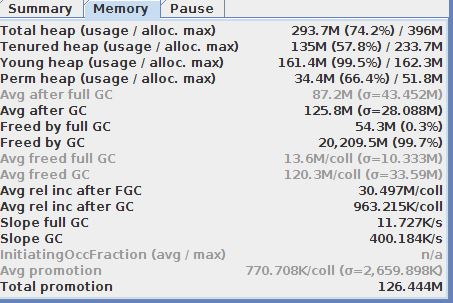 Summary Memory Pause
Total heap (usage / alloc. max) 293.7M (74.2%) / 396M
Tenured heap (usage / alloc. max) 135M (57.8%) / 233.7M
Young heap (usage / alloc. max) 161.4M (99.5%) / 162.3M
Perm heap (usage / alloc. max) 34.4M (66.4%) / 51.8M
Avg after full GC 87.2M (σ=43.452M)
Avg after GC 125.8M (σ=28.088M)
Freed by full GC 54.3M (0.3%)
Freed by GC 20,209.5M (99.7%)
Avg freed full GC 13.6M/coll (σ=10.333M)
Avg freed GC 120.3M/coll (σ=33.59M)
Avg rel inc after FGC 30.497M/coll
Avg rel inc after GC 963.215K/coll
Slope full GC 11.727K/s
Slope GC 400.184K/s
InitiatingOccFraction (avg / max) n/a
Avg promotion 770.708K/coll (σ=2,659.898K)
Total promotion 126.444M